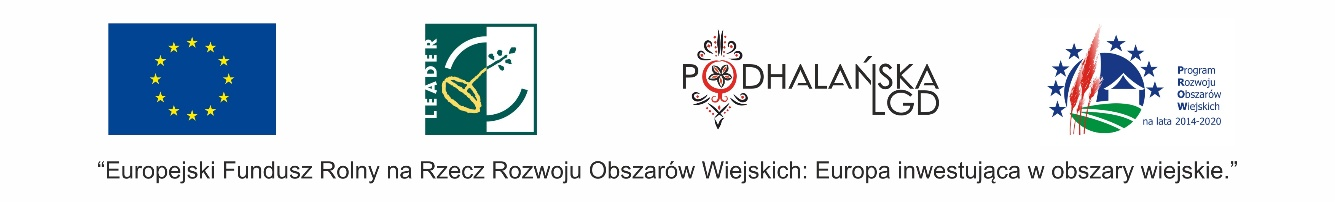 LEADER
PODHALAŃSKA
LGD
Program
Rozwoju
Obszarów
Wiejskich
na lata 2014-2020
“Europejski Fundusz Rolny na Rzecz Rozwoju Obszarów Wiejskich: Europa inwestująca w obszary wiejskie.”